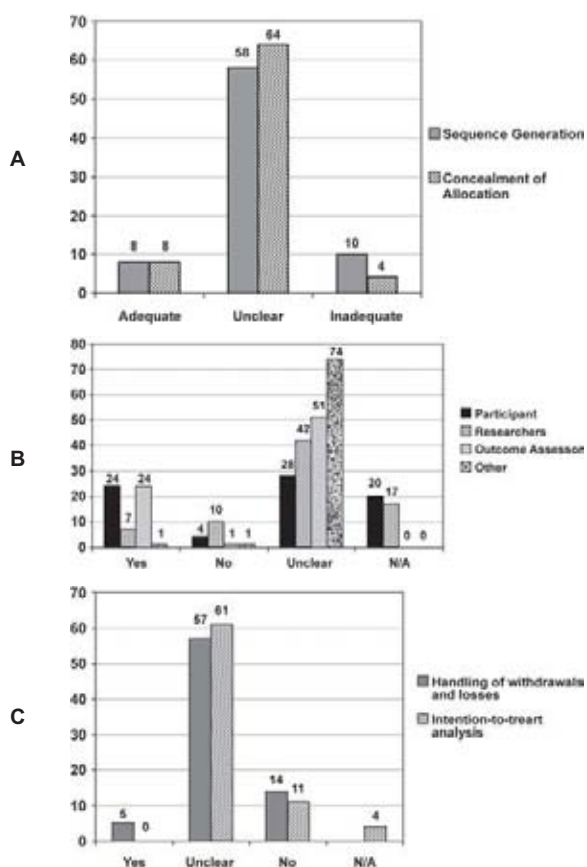 A
70
60
50
40
30
20
10
0
8 8
58 64
10 4
Adequate Unclear Inadequate
Sequence Generation
Concealment of
Allocation
B
80
70
60
50
40
30
20
10
0
24 7 24 1
4 10 1 1
28 42 51 74
20 17 0 0
Yes No Unclear N/A
Participant
Researchers
Outcome Assessor
Other
C
70
60
50
40
30
20
10
0
5 0
57 61
14 11
4
Yes Unclear No N/A
Handling of withdrawals
and losses
Intention-to-treart
analysis